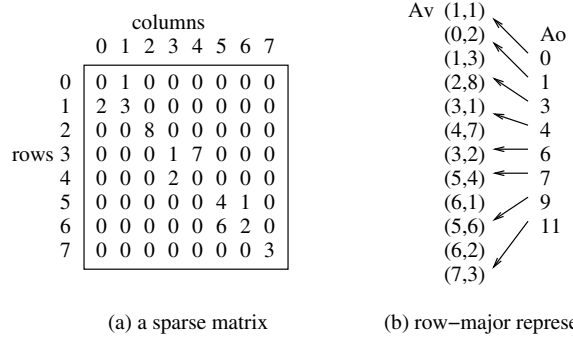 columns
0 1 2 3 4 5 6 7
0 0 1 0 0 0 0 0 0
1 2 3 0 0 0 0 0 0
2 0 0 8 0 0 0 0 0
rows 3 0 0 0 1 7 0 0 0
4 0 0 0 2 0 0 0 0
5 0 0 0 0 0 4 1 0
6 0 0 0 0 0 6 2 0
7 0 0 0 0 0 0 0 3
(a) a sparse matrix
Av (1,1)
(0,2)
(1,3)
(2,8)
(3,1)
(4,7)
(3,2)
(5,4)
(6,1)
(5,6)
(6,2)
(7,3)
Ao
0
1
3
4
6
7
9
11
(b) row−major represe